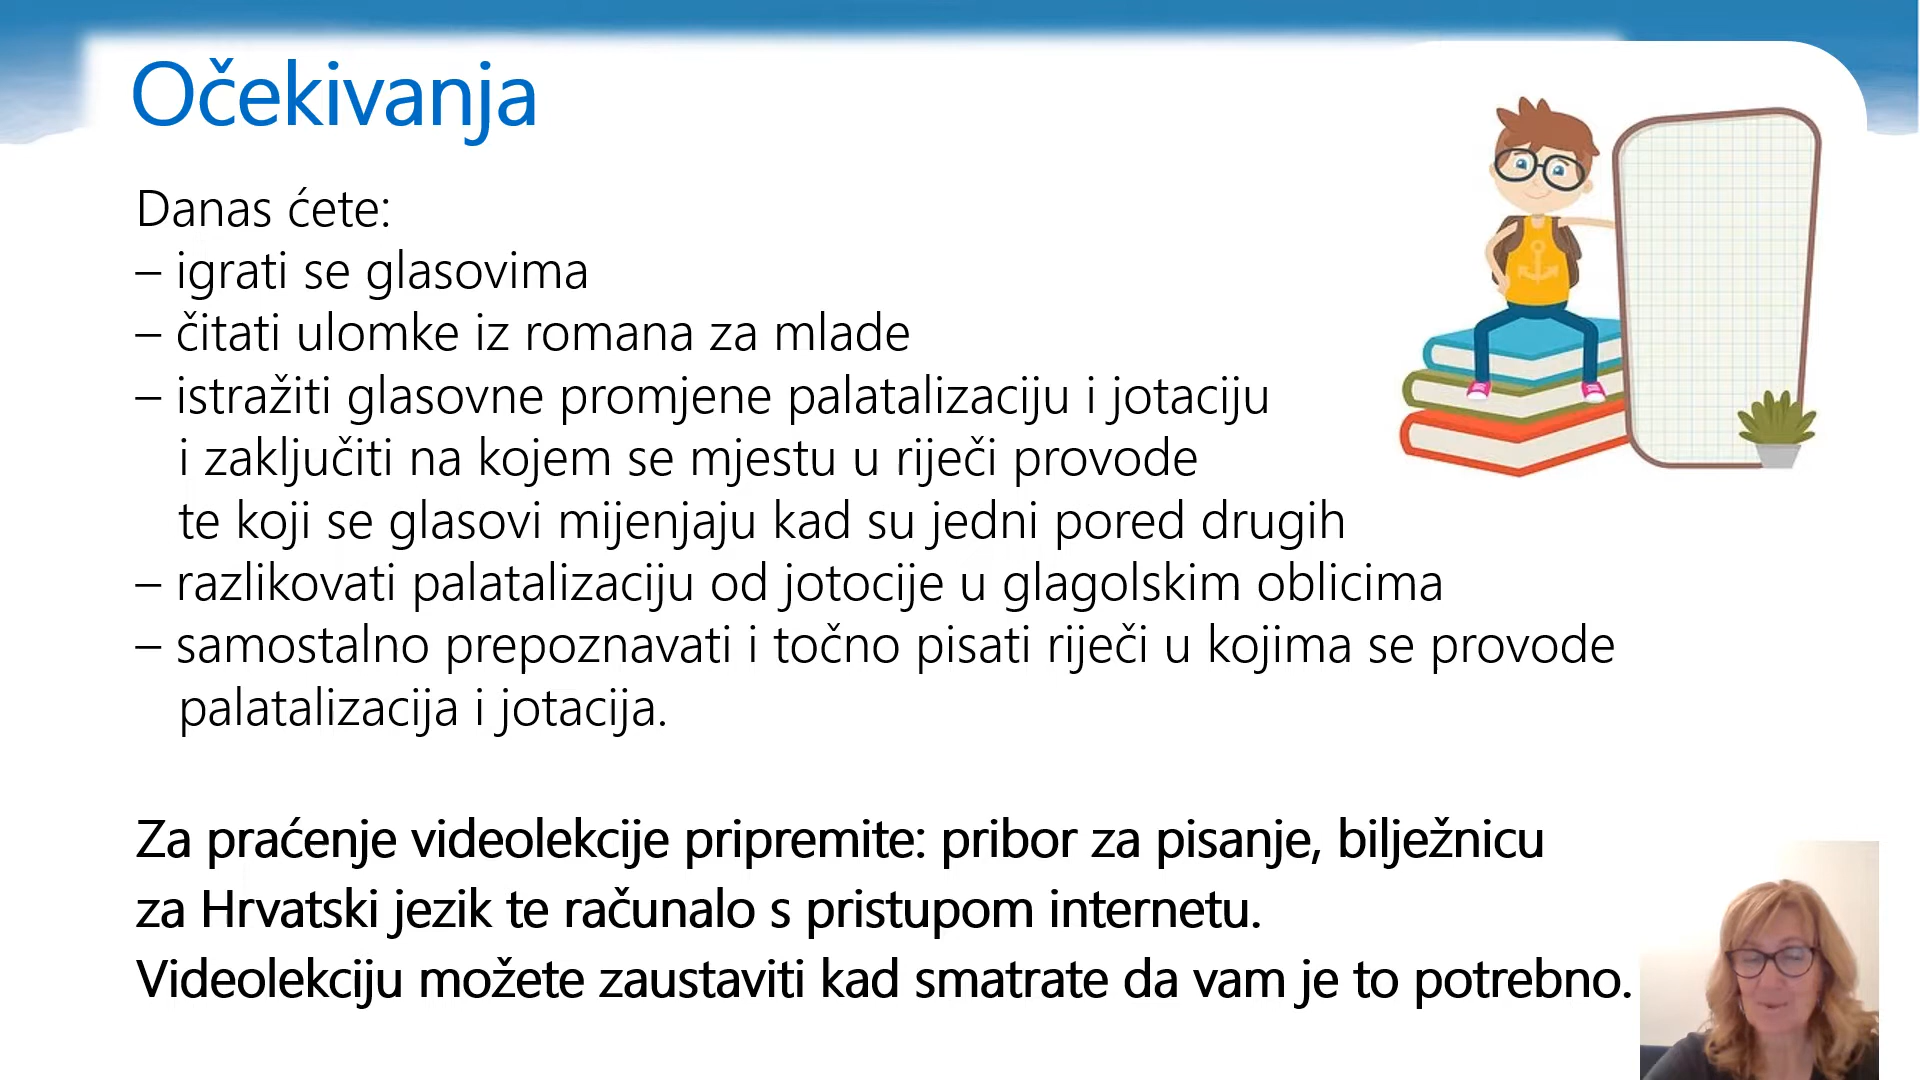 Očekivanja
Danas ćete:
– igrati se glasovima
– čitati ulomke iz romana za mlade
– istražiti glasovne promjene palatalizaciju i jotaciju
i zaključiti na kojem se mjestu u riječi provode
te koji se glasovi mijenjaju kad su jedni pored drugih
– razlikovati palatalizaciju od jotocije u glagolskim oblicima
– samostalno prepoznavati i točno pisati riječi u kojima se provode
palatalizacija i jotacija.
Za praćenje videolekcije pripremite: pribor za pisanje, bilježnicu
za Hrvatski jezik te računalo s pristupom internetu.
Videolekciju možete zaustaviti kad smatrate da vam je to potrebno.